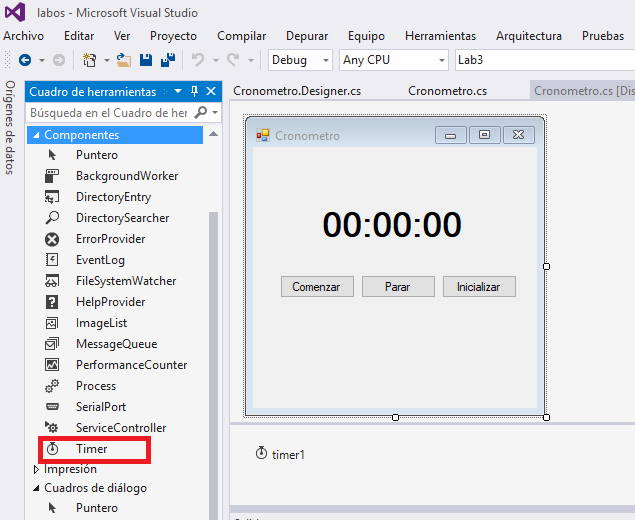 labos - Microsoft Visual Studio
Archivo Editar Ver Proyecto Compilar Depurar Equipo Herramientas Arquitectura Pruebas
Debug Any CPU Lab3
Orígenes de datos
Cuadro de herramientas
Búsqueda en el Cuadro de her
Componentes
Puntero
BackgroundWorker
DirectoryEntry
DirectorySearcher
ErrorProvider
EventLog
FileSystemWatcher
HelpProvider
ImageList
MessageQueue
PerformanceCounter
Process
SerialPort
ServiceController
Timer
Impresión
Cuadros de diálogo
Puntero
Cronometro.Designer.cs Cronometro.cs Cronometro.cs [Dis
Cronometro
00:00:00
Comenzar Parar Inicializar
timer1